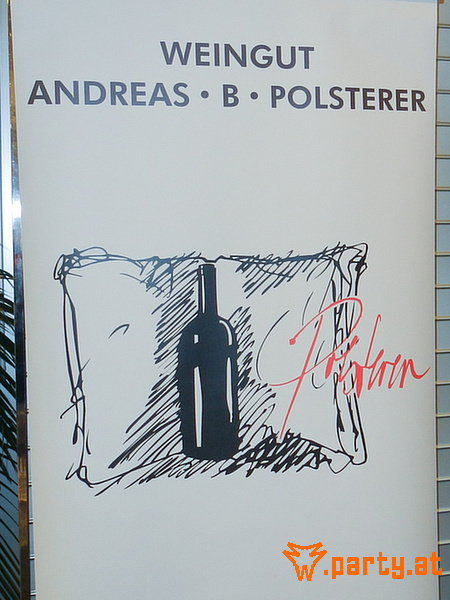 WEINGUT
ANDREAS • B • POLSTERER
Polsterer
w.party.at